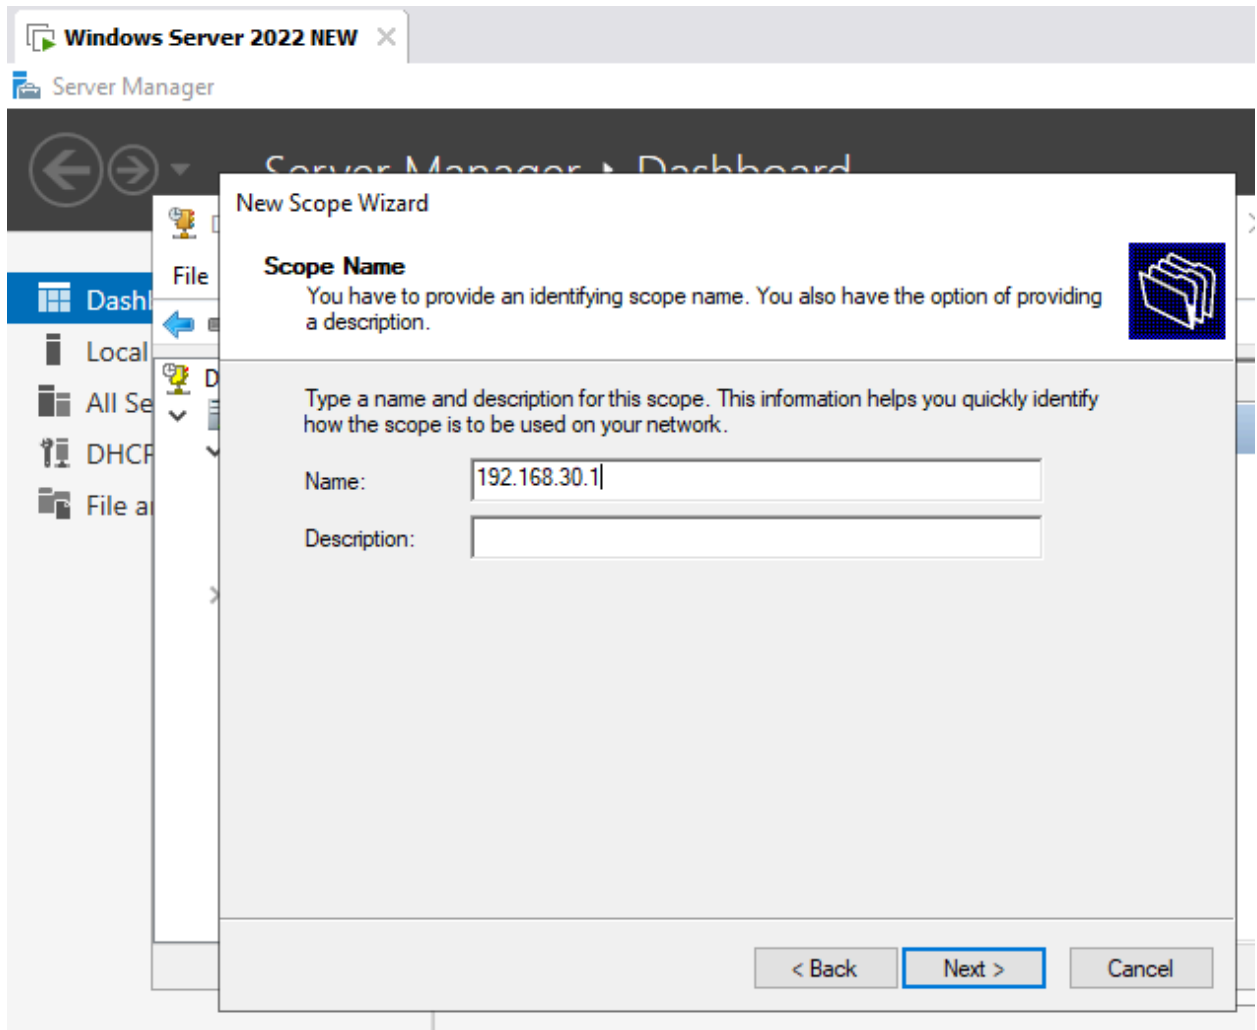 Windows Server 2022 NEW
Server Manager
Server Manager Dashboard
New Scope Wizard
File
Scope Name
You have to provide an identifying scope name. You also have the option of providing
a description.
Local
All Se
DHCP
Type a name and description for this scope. This information helps you quickly identify
how the scope is to be used on your network.
Name:
192.168.30.1
Description:
< Back
Next >
Cancel